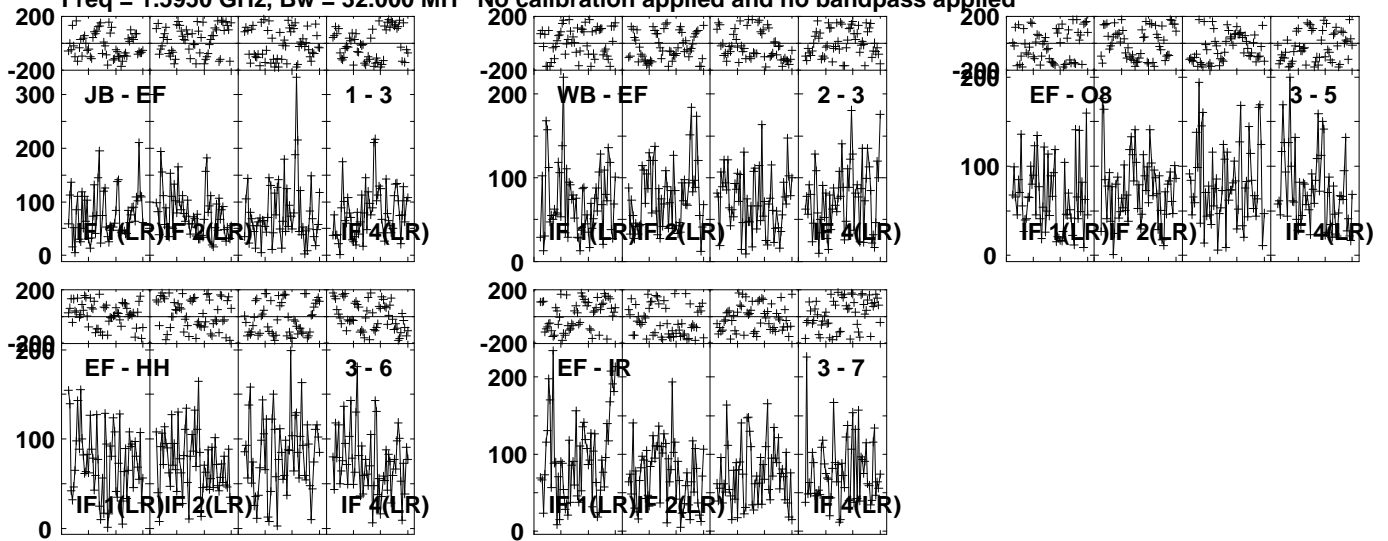 Freq = 1.5950 GHz, Bw = 32.000 MH No calibration applied and no bandpass applied
200
-200
JB - EF
1 - 3
300
200
100
0
IF 1(LR)
IF 2(LR)
IF 4(LR)
200
-200
WB - EF
2 - 3
200
100
0
IF 1(LR)
IF 2(LR)
IF 4(LR)
200
-200
200
EF - O8
3 - 5
100
0
IF 1(LR)
IF 2(LR)
IF 4(LR)
200
-200
200
EF - HH
3 - 6
100
0
IF 1(LR)
IF 2(LR)
IF 4(LR)
200
-200
EF - IR
3 - 7
200
100
0
IF 1(LR)
IF 2(LR)
IF 4(LR)